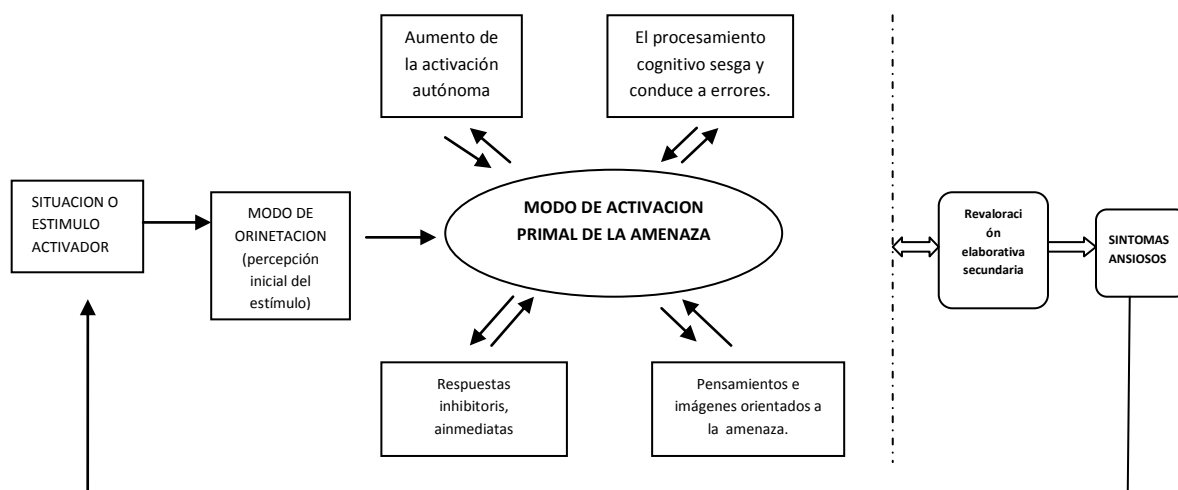 Aumento de
la activación
autónoma
El procesamiento
cognitivo sesga y
conduce a errores.
SITUACION O
ESTIMULO
ACTIVADOR
MODO DE
ORINETACION
(percepción
inicial del
estímulo)
MODO DE ACTIVACION
PRIMAL DE LA AMENAZA
Revaloraci
ón
elaborativa
secundaria
SINTOMAS
ANSIOSOS
Respuestas
inhibitoris,
ainmediatas
Pensamientos e
imágenes orientados a
la amenaza.